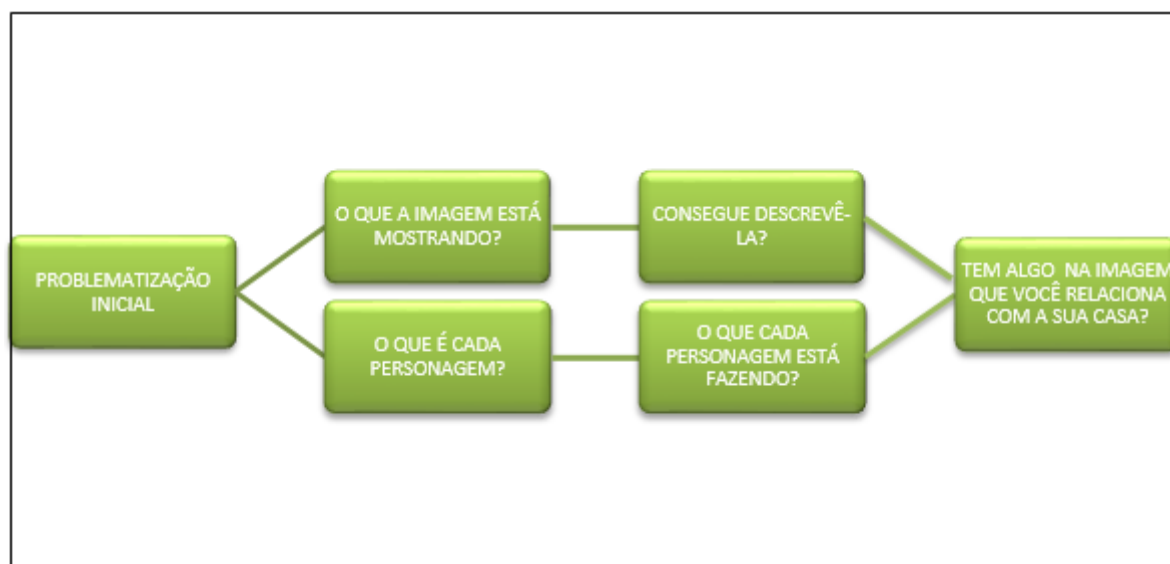 PROBLEMATIZAÇÃO
INICIAL
O QUE A IMAGEM ESTÁ
MOSTRANDO?
CONSEGUE DESCREVÊ-
LA?
O QUE É CADA
PERSONAGEM?
O QUE CADA
PERSONAGEM ESTÁ
FAZENDO?
TEM ALGO NA IMAGEM
QUE VOCÊ RELACIONA
COM A SUA CASA?